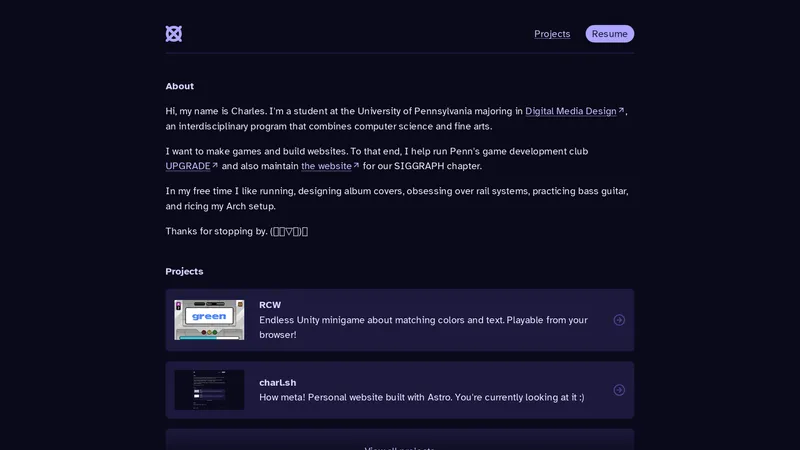 Projects
Resume
About
Hi, my name is Charles. I'm a student at the University of Pennsylvania majoring in Digital Media Design↗,
an interdisciplinary program that combines computer science and fine arts.
I want to make games and build websites. To that end, I help run Penn's game development club
UPGRADE↗ and also maintain the website↗ for our SIGGRAPH chapter.
In my free time I like running, designing album covers, obsessing over rail systems, practicing bass guitar,
and ricing my Arch setup.
Thanks for stopping by. (▯▯▽▯)▯
Projects
green
RCW
Endless Unity minigame about matching colors and text. Playable from your
browser!
charl.sh
How meta! Personal website built with Astro. You're currently looking at it :)
View all projects